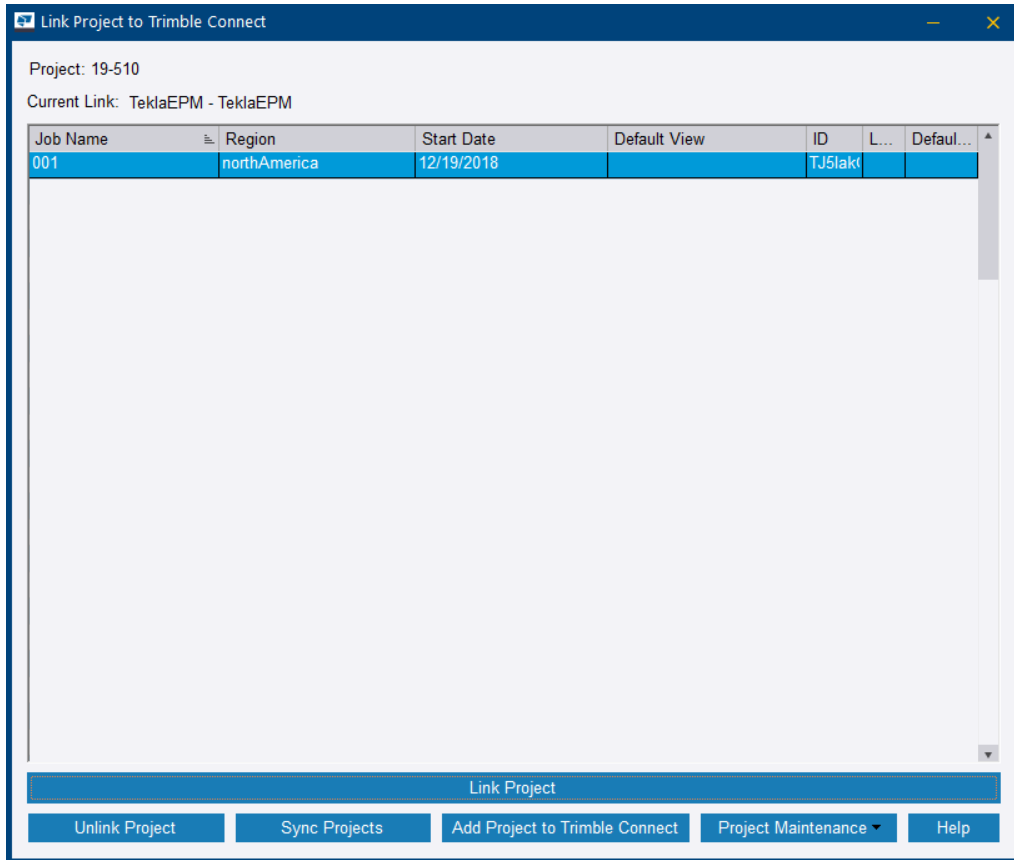 Link Project to Trimble Connect
Project: 19-510
Current Link: TeklaEPM - TeklaEPM
Job Name Region Start Date Default View ID L... Defaul...
001 northAmerica 12/19/2018
Link Project
Unlink Project Sync Projects Add Project to Trimble Connect Project Maintenance Help